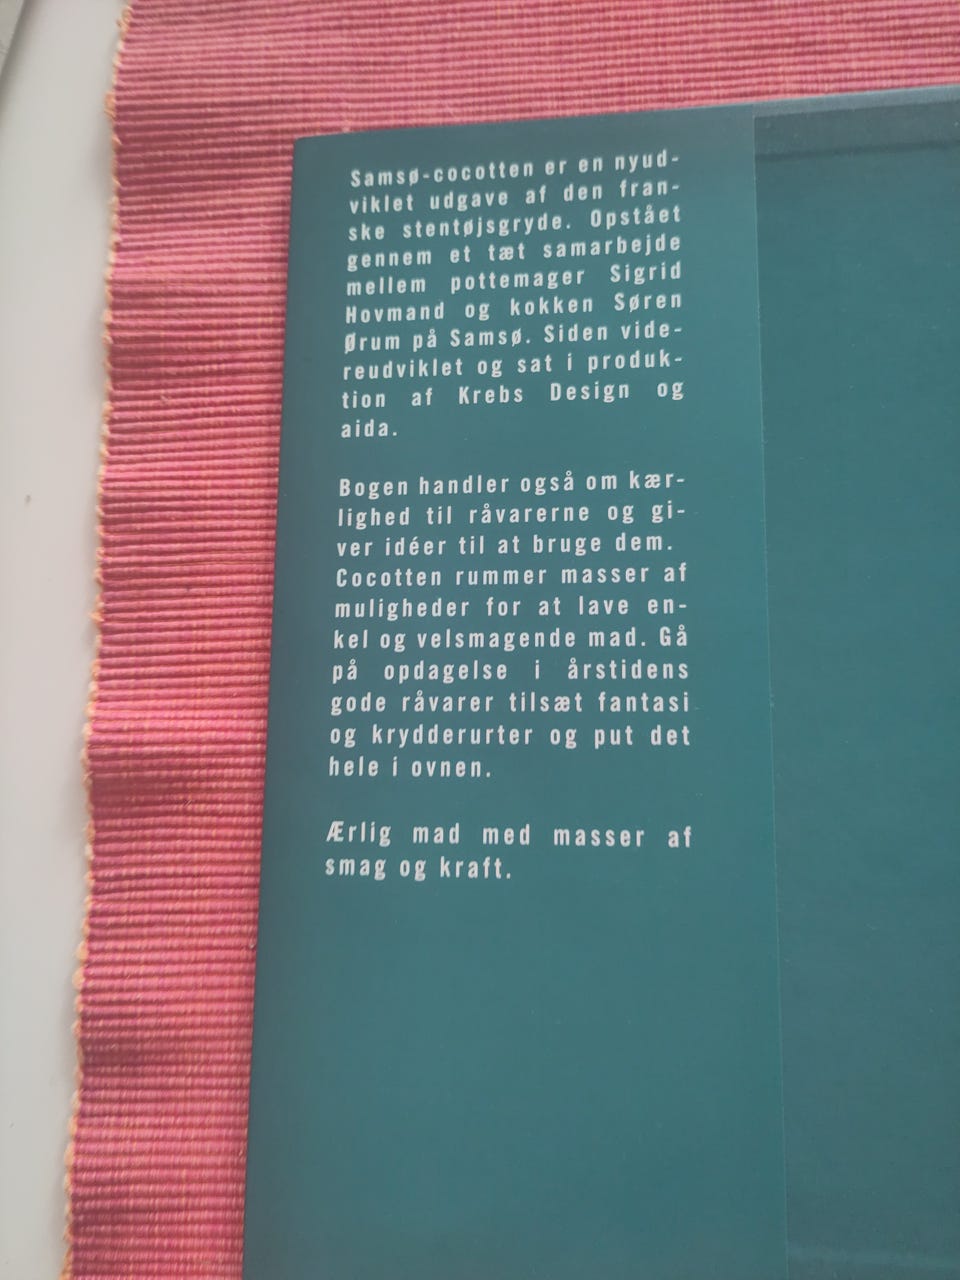 Samsø-cocotten er en nyud-
viklet udgave af den fran-
ske stentøjsgryde. Opstået
gennem et tæt samarbejde
mellem pottemager Sigrid
Hovmand og kokken Søren
Ørum på Samsø. Siden vide-
reudviklet og sat i produk-
tion af Krebs Design og
aida.
Bogen handler også om kær-
lighed til råvarerne og gi-
ver idéer til at bruge dem.
Cocotten rummer masser af
muligheder for at lave en-
kel og velsmagende mad. Gå
på opdagelse i årstidens
gode råvarer tilsæt fantasi
og krydderurter og put det
hele i ovnen.
Ærlig mad med masser af
smag og kraft.